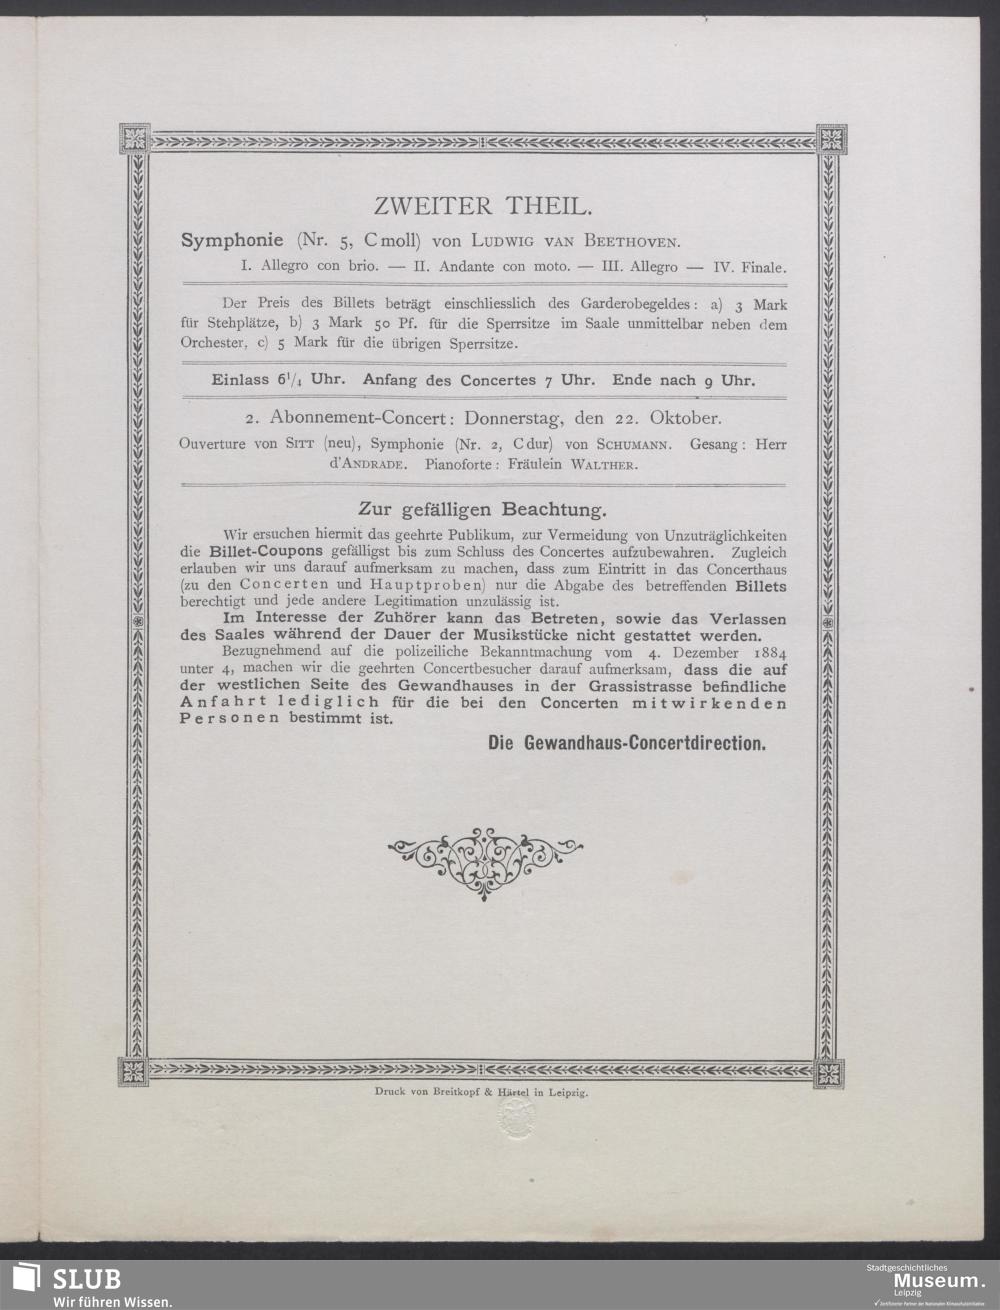 ZWEITER THEIL.
Symphonie (Nr. 5, C moll) von LUDWIG VAN BEETHOVEN.
I. Allegro con brio. — II. Andante con moto. — III. Allegro — IV. Finale.
Der Preis des Billets beträgt einschliesslich des Garderobegeldes: a) 3 Mark
für Stehplätze, b) 3 Mark 50 Pf. für die Sperrsitze im Saale unmittelbar neben dem
Orchester, c) 5 Mark für die übrigen Sperrsitze.
Einlass 6¼ Uhr. Anfang des Concertes 7 Uhr. Ende nach 9 Uhr.
2. Abonnement-Concert: Donnerstag, den 22. Oktober.
Ouverture von SITT (neu), Symphonie (Nr. 2, C dur) von SCHUMANN. Gesang: Herr
d'ANDRADE. Pianoforte: Fräulein WALTHER.
Zur gefälligen Beachtung.
Wir ersuchen hiermit das geehrte Publikum, zur Vermeidung von Unzuträglichkeiten
die Billet-Coupons gefälligst bis zum Schluss des Concertes aufzubewahren. Zugleich
erlauben wir uns darauf aufmerksam zu machen, dass zum Eintritt in das Concerthaus
(zu den Concerten und Hauptproben) nur die Abgabe des betreffenden Billets
berechtigt und jede andere Legitimation unzulässig ist.
Im Interesse der Zuhörer kann das Betreten, sowie das Verlassen
des Saales während der Dauer der Musikstücke nicht gestattet werden.
Bezugnehmend auf die polizeiliche Bekanntmachung vom 4. Dezember 1884
unter 4, machen wir die geehrten Concertbesucher darauf aufmerksam, dass die auf
der westlichen Seite des Gewandhauses in der Grassistrasse befindliche
Anfahrt lediglich für die bei den Concerten mitwirkenden
Personen bestimmt ist.
Die Gewandhaus-Concertdirection.
Druck von Breitkopf & Härtel in Leipzig.
SLUB
Wir führen Wissen.
Stadtgeschichtliches
Museum.
Leipzig
Zertifizierter Partner der Nationalen Klimaschutzinitiative